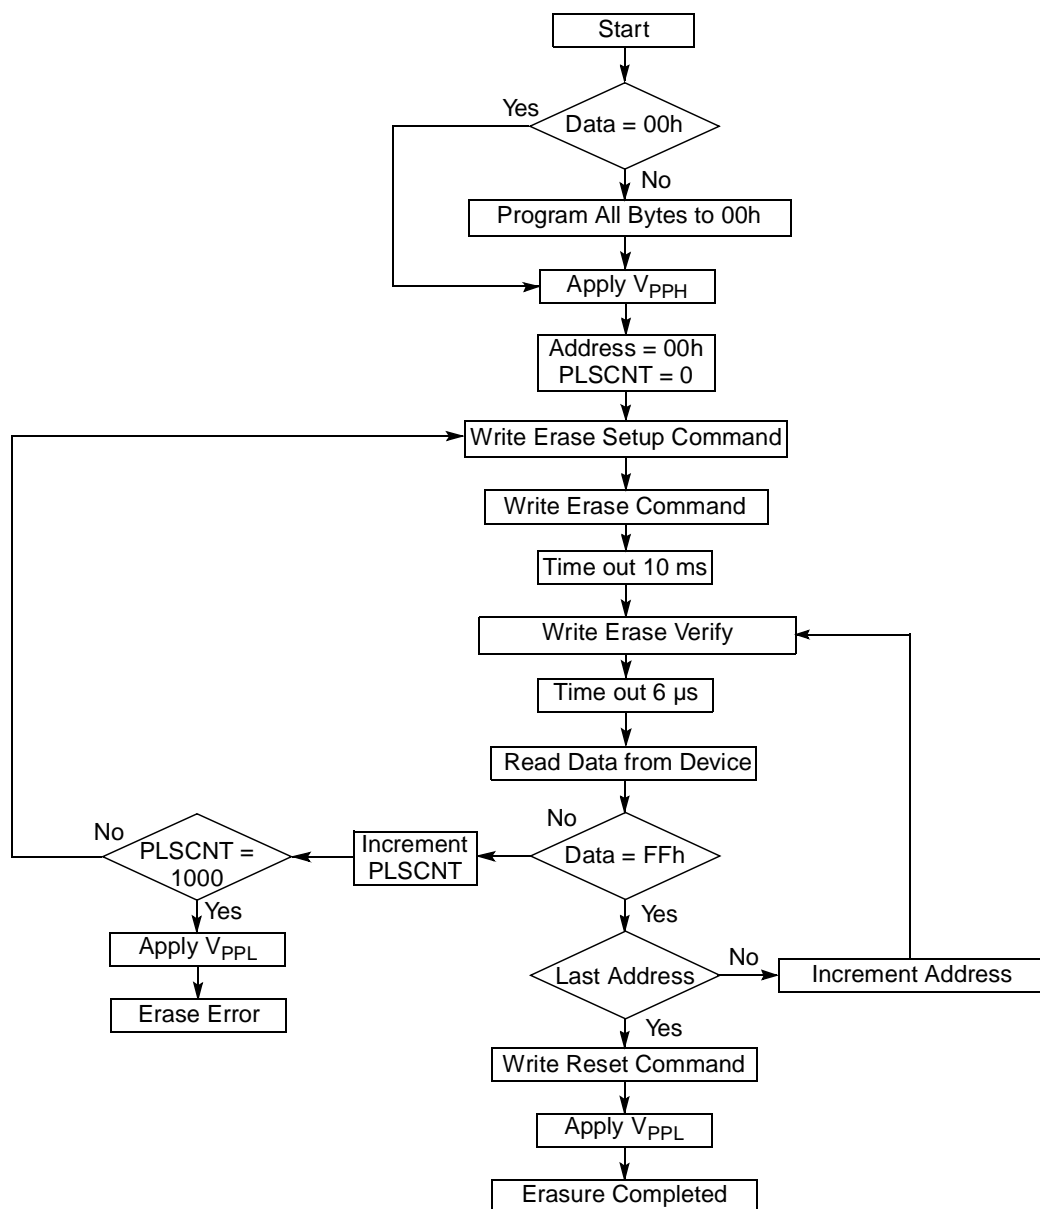 Start
Yes
Data = 00h
No
Program All Bytes to 00h
Apply VPPH
Address = 00h
PLSCNT = 0
Write Erase Setup Command
Write Erase Command
Time out 10 ms
Write Erase Verify
Time out 6 µs
Read Data from Device
No
Data = FFh
Increment
PLSCNT
No
PLSCNT =
1000
Yes
Apply VPPL
Erase Error
Yes
Last Address
No
Increment Address
Yes
Write Reset Command
Apply VPPL
Erasure Completed